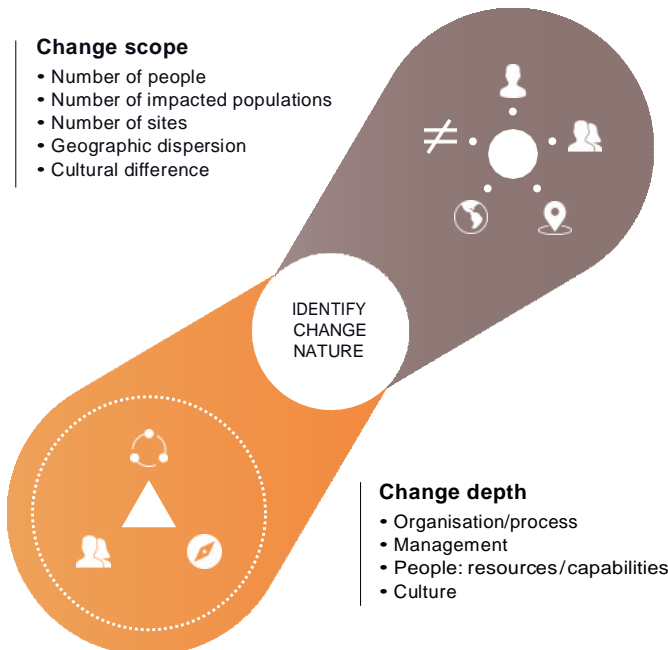 Change scope
• Number of people
• Number of impacted populations
• Number of sites
• Geographic dispersion
• Cultural difference
IDENTIFY
CHANGE
NATURE
Change depth
• Organisation/process
• Management
• People: resources/capabilities
• Culture